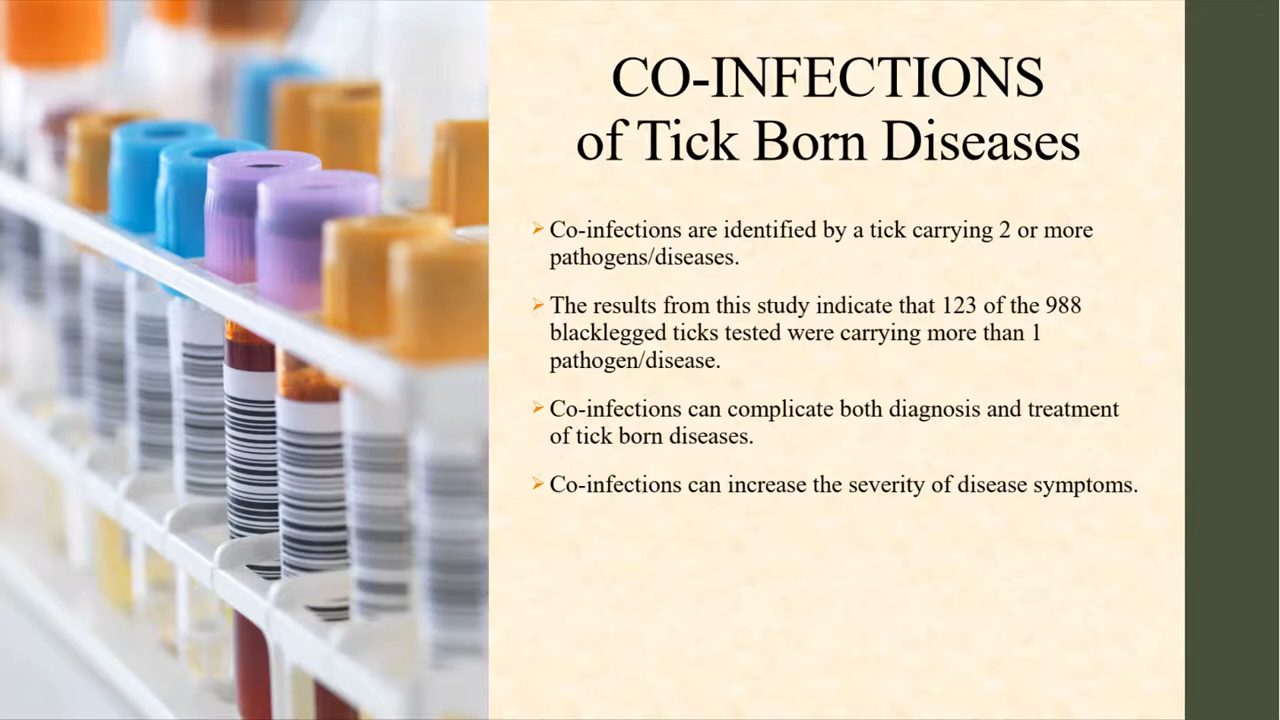 CO-INFECTIONS
of Tick Born Diseases
Co-infections are identified by a tick carrying 2 or more
pathogens/diseases.
The results from this study indicate that 123 of the 988
blacklegged ticks tested were carrying more than 1
pathogen/disease.
Co-infections can complicate both diagnosis and treatment
of tick born diseases.
Co-infections can increase the severity of disease symptoms.